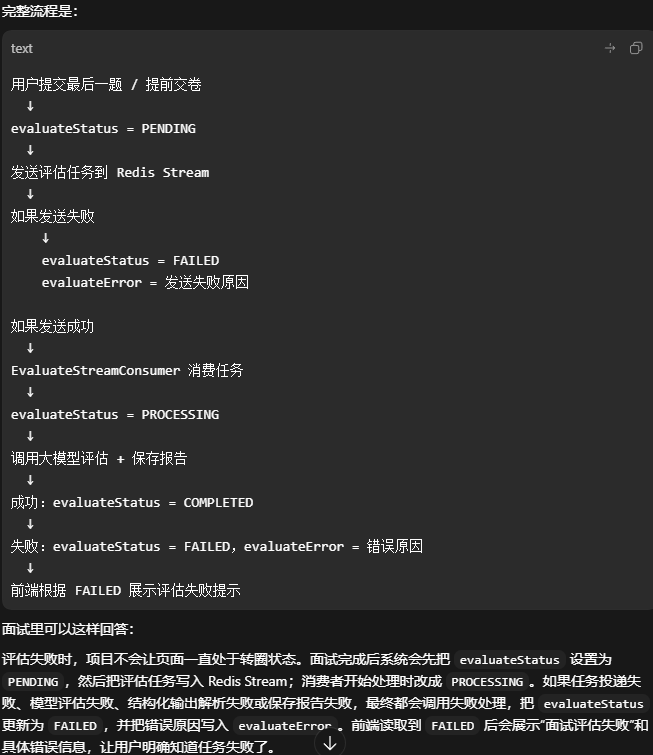 完整流程是：
text
用户提交最后一题 / 提前交卷
↓
evaluateStatus = PENDING
↓
发送评估任务到 Redis Stream
↓
如果发送失败
↓
evaluateStatus = FAILED
evaluateError = 发送失败原因
如果发送成功
↓
EvaluateStreamConsumer 消费任务
↓
evaluateStatus = PROCESSING
↓
调用大模型评估 + 保存报告
↓
成功：evaluateStatus = COMPLETED
↓
失败：evaluateStatus = FAILED，evaluateError = 错误原因
↓
前端根据 FAILED 展示评估失败提示
面试里可以这样回答：
评估失败时，项目不会让页面一直处于转圈状态。面试完成后系统会先把 evaluateStatus 设置为
PENDING，然后把评估任务写入 Redis Stream；消费者开始处理时改成 PROCESSING。如果任务投递失
败、模型评估失败、结构化输出解析失败或保存报告失败，最终都会调用失败处理，把 evaluateStatus
更新为 FAILED，并把错误原因写入 evaluateError。前端读取到 FAILED 后会展示“面试评估失败”和
具体错误信息，让用户明确知道任务失败了。